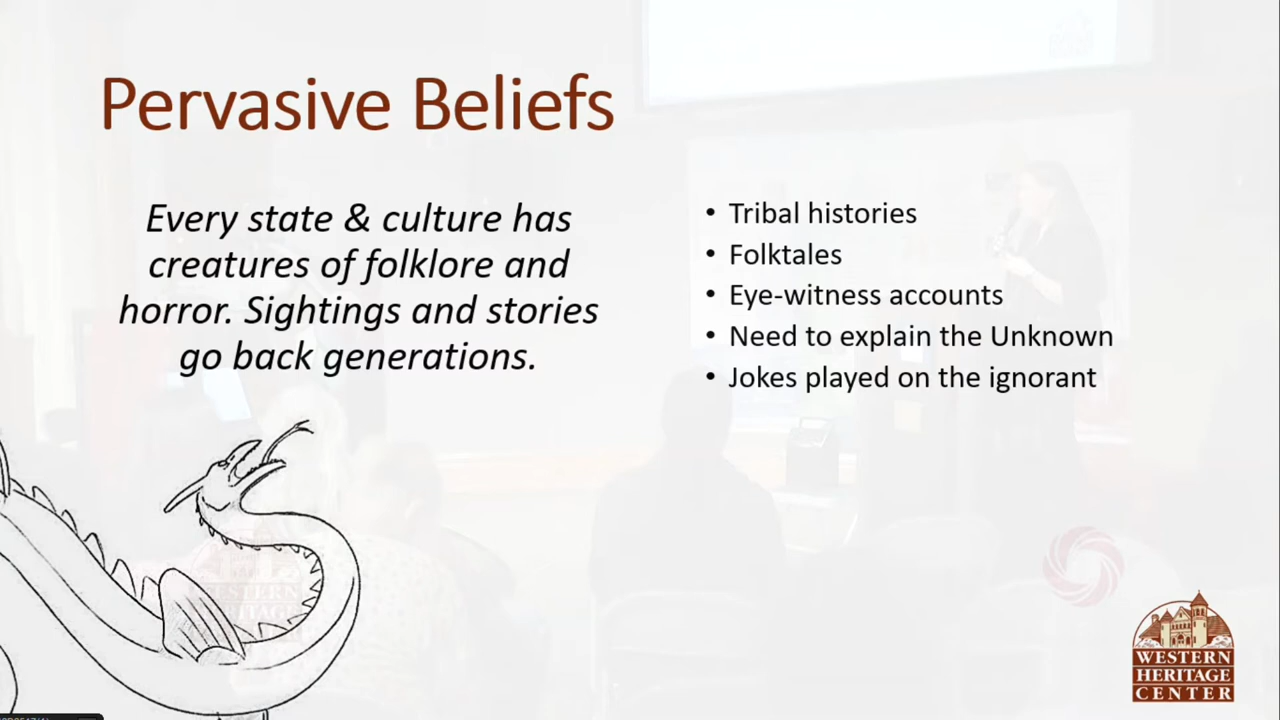 Pervasive Beliefs
Every state & culture has
creatures of folklore and
horror. Sightings and stories
go back generations.
• Tribal histories
• Folktales
• Eye-witness accounts
• Need to explain the Unknown
• Jokes played on the ignorant
WESTERN
HERITAGE
CENTER